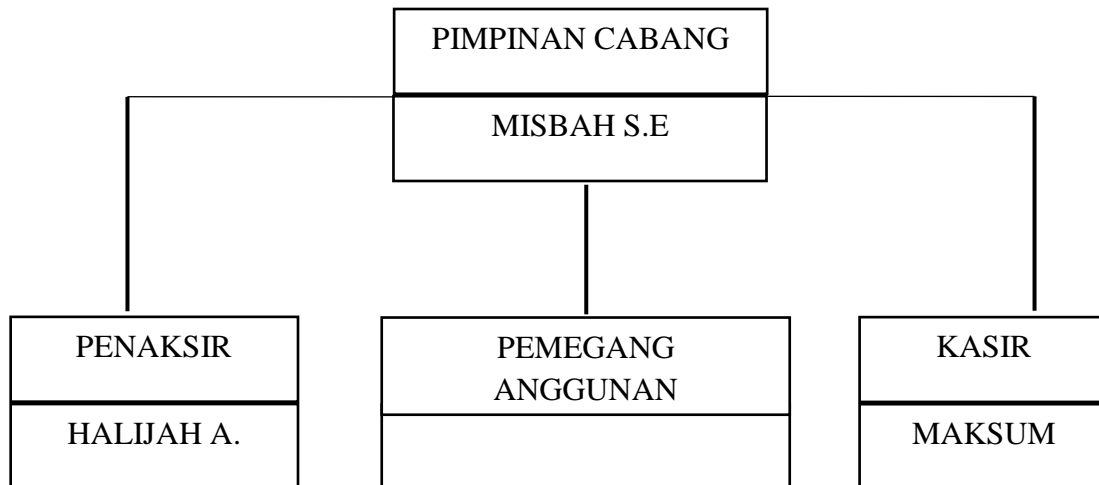 PIMPINAN CABANG
MISBAH S.E
PENAKSIR
HALIJAH A.
PEMEGANG
ANGGUNAN
KASIR
MAKSUM